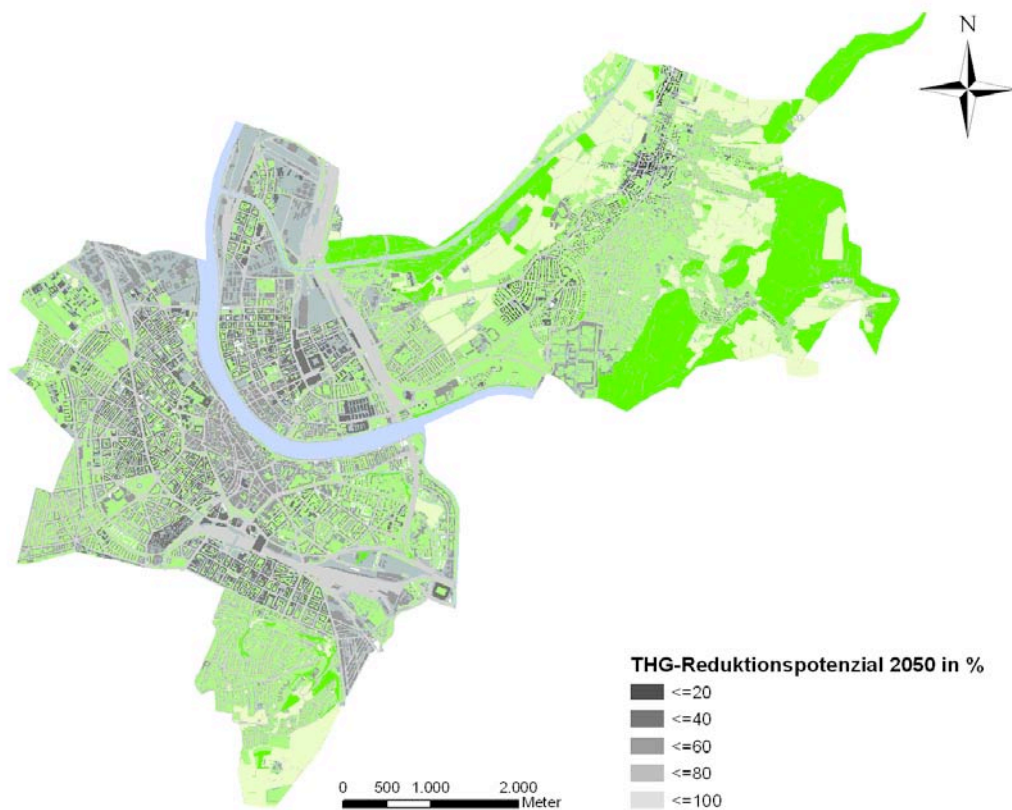 N
THG-Reduktionspotenzial 2050 in %
<=20
<=40
<=60
<=80
<=100
0 500 1.000 2.000
Meter